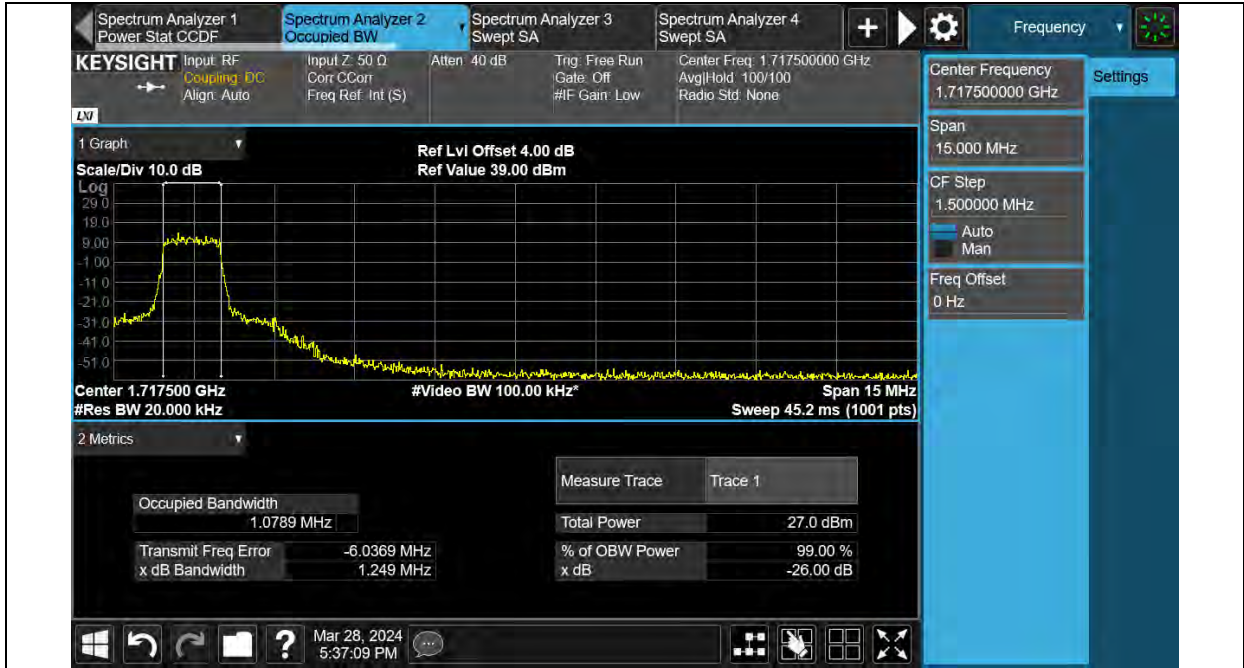 Spectrum Analyzer 1
Power Stat CCDF
Spectrum Analyzer 2
Occupied BW
Spectrum Analyzer 3
Swept SA
Spectrum Analyzer 4
Swept SA
+
Frequency
KEYSIGHT
LXI
Input: RF
Coupling: DC
Align: Auto
Input Z: 50 Ω
Corr CCorr
Freq Ref: Int (S)
Atten: 40 dB
Trig: Free Run
Gate: Off
#IF Gain: Low
Center Freq: 1.717500000 GHz
Avg|Hold: 100/100
Radio Std: None
Center Frequency
1.717500000 GHz
Settings
Span
15.000 MHz
CF Step
1.500000 MHz
Auto
Man
Freq Offset
0 Hz
1 Graph
Scale/Div 10.0 dB
Ref Lvl Offset 4.00 dB
Ref Value 39.00 dBm
Log
29.0
19.0
9.00
-1.00
-11.0
-21.0
-31.0
-41.0
-51.0
Center 1.717500 GHz
#Res BW 20.000 kHz
#Video BW 100.00 kHz*
Span 15 MHz
Sweep 45.2 ms (1001 pts)
2 Metrics
Measure Trace Trace 1
Occupied Bandwidth
1.0789 MHz
Total Power 27.0 dBm
Transmit Freq Error -6.0369 MHz
% of OBW Power 99.00 %
x dB Bandwidth 1.249 MHz
x dB -26.00 dB
?
Mar 28, 2024
5:37:09 PM